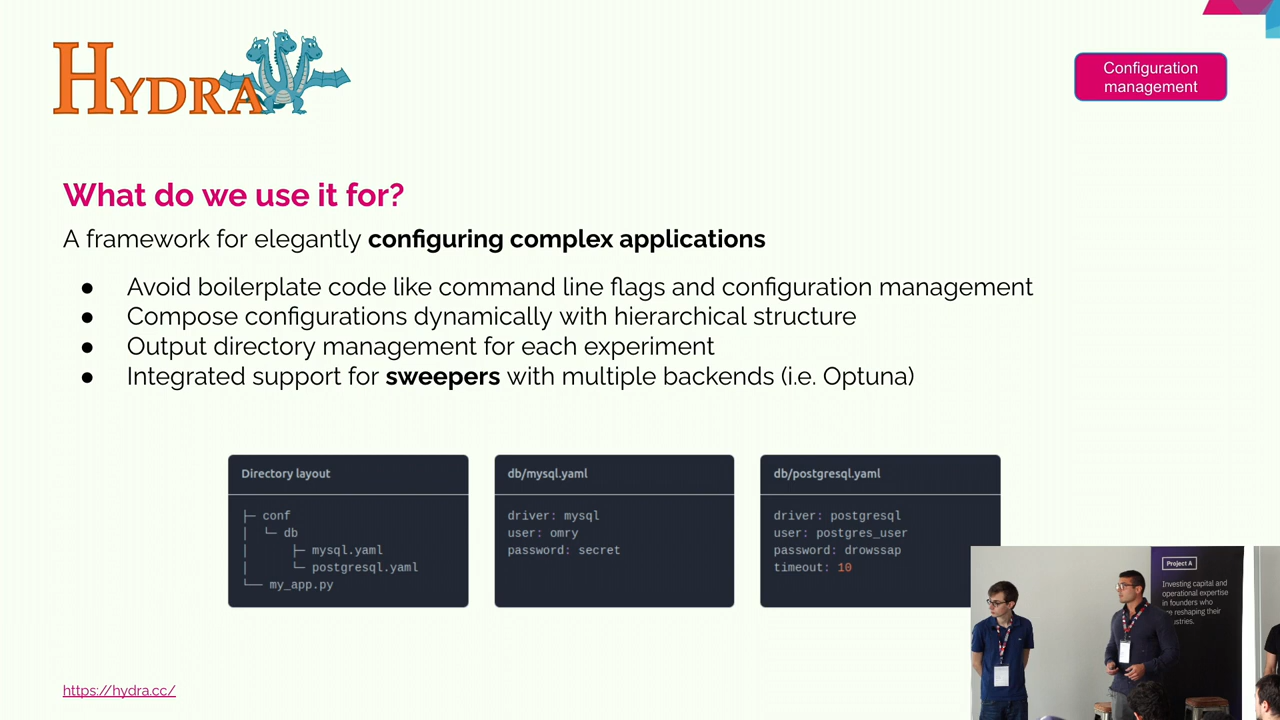 HYDRA
Configuration
management
What do we use it for?
A framework for elegantly configuring complex applications
● Avoid boilerplate code like command line flags and configuration management
● Compose configurations dynamically with hierarchical structure
● Output directory management for each experiment
● Integrated support for sweepers with multiple backends (i.e. Optuna)
Directory layout
├─ conf
│  └─ db
│      ├─ mysql.yaml
│      └─ postgresql.yaml
└── my_app.py
db/mysql.yaml
driver: mysql
user: omry
password: secret
db/postgresql.yaml
driver: postgresql
user: postgres_user
password: drowssap
timeout: 10
Project A
Investing capital and
operational expertise
in founders who
reshaping their
https://hydra.cc/